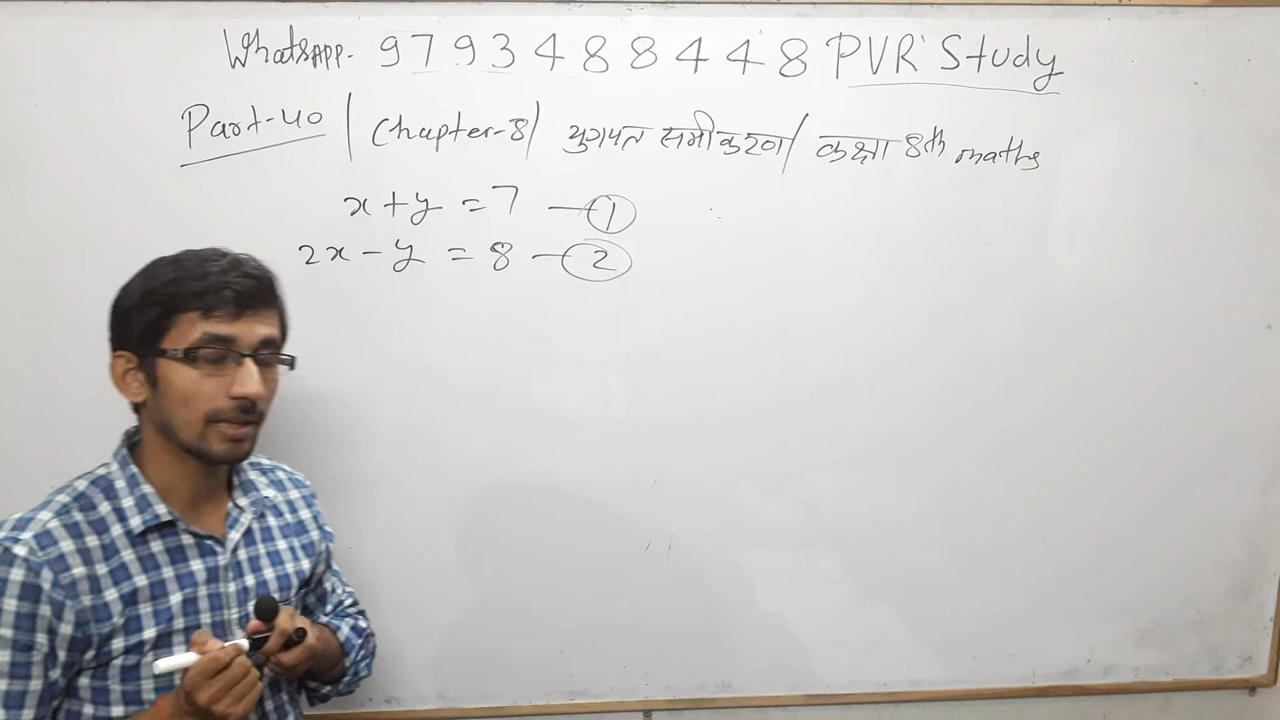 WhatsAPP- 9793488448 PVR Study
Part-40 | Chapter-8 | युगपत समीकरण / कक्षा 8th maths
x + y = 7 — 1
2x - y = 8 — 2